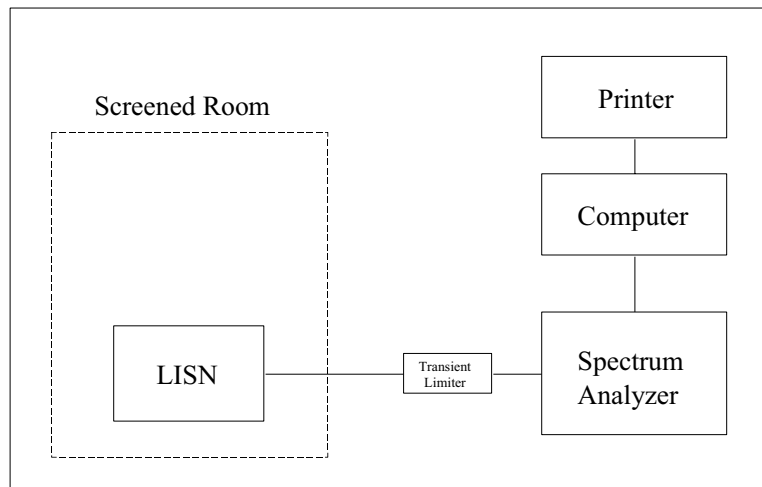 Screened Room
Printer
Computer
LISN
Transient
Limiter
Spectrum
Analyzer